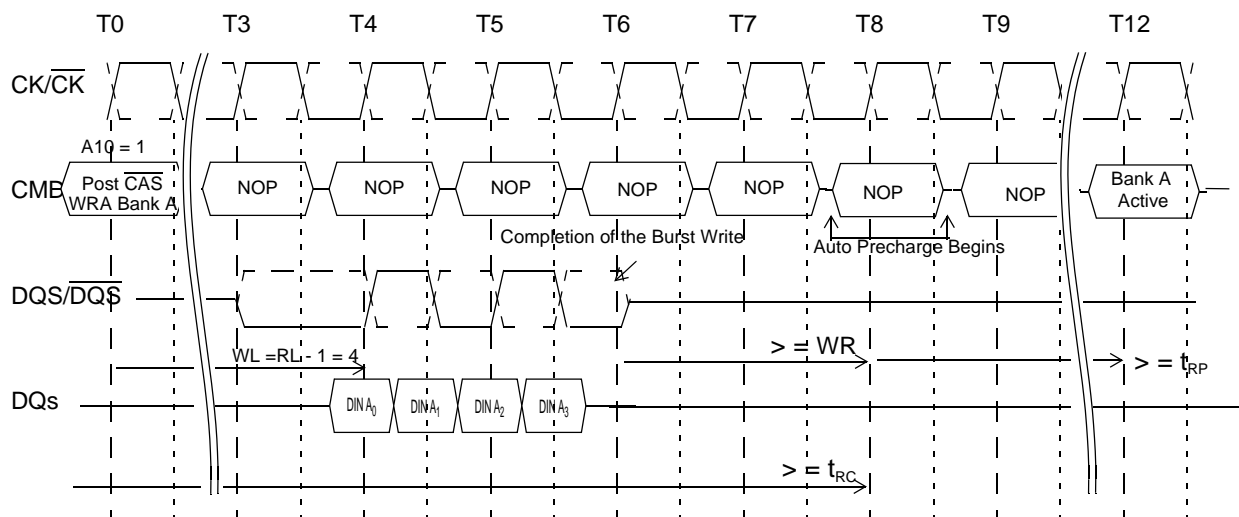 T0 T3 T4 T5 T6 T7 T8 T9 T12
CK/CK
A10 = 1
CMD
Post CAS
WRA Bank A
NOP NOP NOP NOP NOP NOP NOP
Bank A
Active
Completion of the Burst Write
Auto Precharge Begins
DQS/DQS
WL =RL - 1 = 4
> = WR
> = tRP
DQs
DIN A0 DIN A1 DIN A2 DIN A3
> = tRC